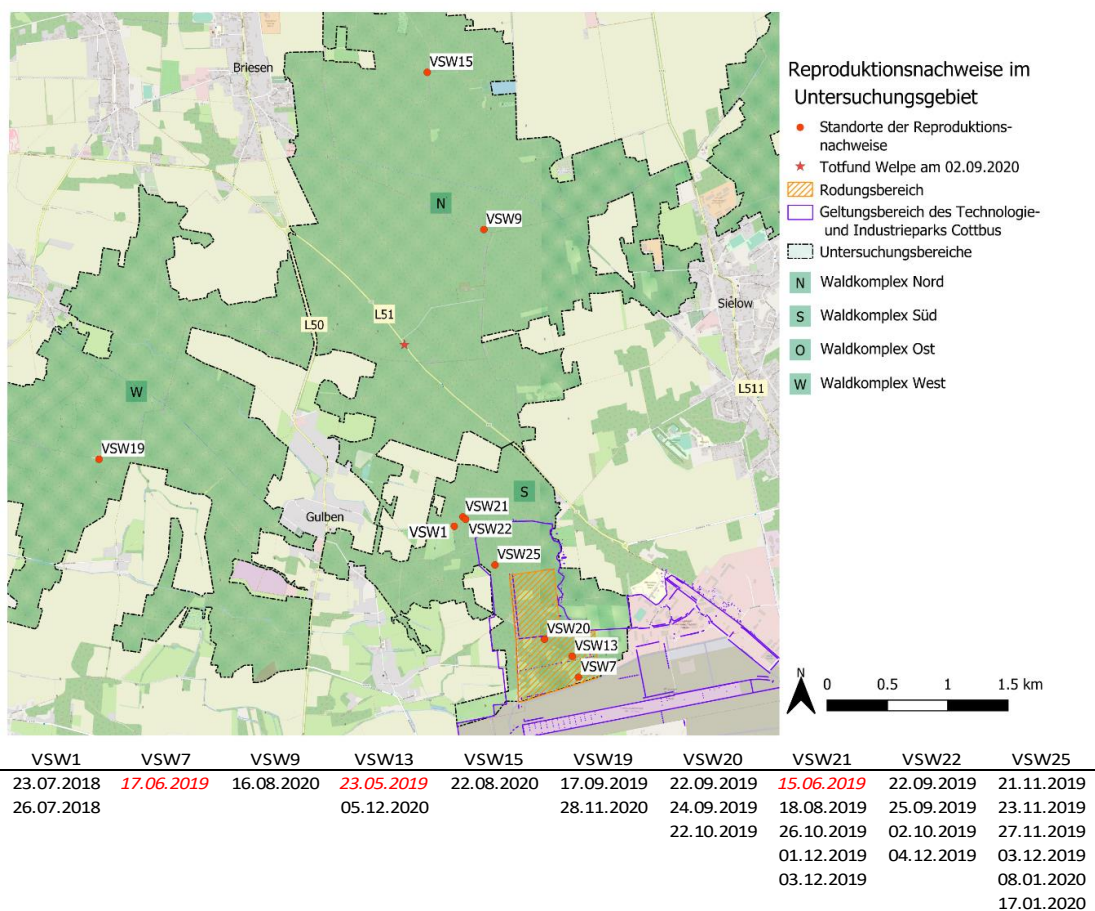 VSW15
Briesen
N
VSW9
Sielow
L51
L50
L511
W
VSW19
S
VSW21
VSW1
VSW22
Gulben
VSW25
VSW20
VSW13
VSW7
Reproduktionsnachweise im
Untersuchungsgebiet
Standorte der Reproduktions-
nachweise
Totfund Welpe am 02.09.2020
Rodungsbereich
Geltungsbereich des Technologie-
und Industrieparks Cottbus
Untersuchungsbereiche
N Waldkomplex Nord
S Waldkomplex Süd
O Waldkomplex Ost
W Waldkomplex West
N
0 0.5 1 1.5 km
VSW1 VSW7 VSW9 VSW13 VSW15 VSW19 VSW20 VSW21 VSW22 VSW25
23.07.2018 17.06.2019 16.08.2020 23.05.2019 22.08.2020 17.09.2019 22.09.2019 15.06.2019 22.09.2019 21.11.2019
26.07.2018 05.12.2020 28.11.2020 24.09.2019 18.08.2019 25.09.2019 23.11.2019
22.10.2019 26.10.2019 02.10.2019 27.11.2019
01.12.2019 04.12.2019 03.12.2019
03.12.2019 08.01.2020
17.01.2020